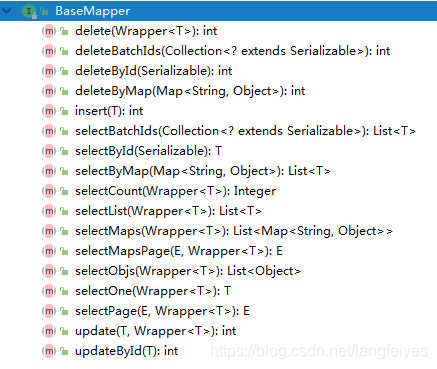 BaseMapper
delete(Wrapper<T>): int
deleteBatchIds(Collection<? extends Serializable>): int
deleteById(Serializable): int
deleteByMap(Map<String, Object>): int
insert(T): int
selectBatchIds(Collection<? extends Serializable>): List<T>
selectById(Serializable): T
selectByMap(Map<String, Object>): List<T>
selectCount(Wrapper<T>): Integer
selectList(Wrapper<T>): List<T>
selectMaps(Wrapper<T>): List<Map<String, Object>>
selectMapsPage(E, Wrapper<T>): E
selectObjs(Wrapper<T>): List<Object>
selectOne(Wrapper<T>): T
selectPage(E, Wrapper<T>): E
update(T, Wrapper<T>): int
updateById(T): int
https://blog.csdn.net/langfeiyes